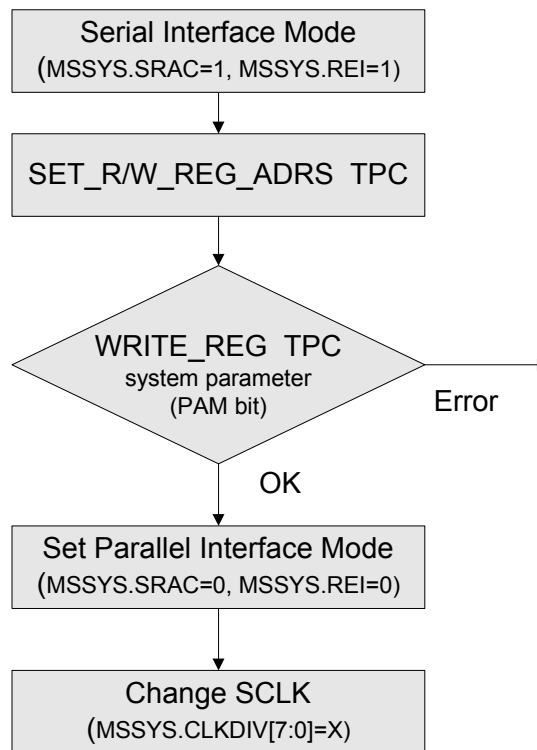 Serial Interface Mode
(MSSYS.SRAC=1, MSSYS.REI=1)
SET_R/W_REG_ADRS TPC
WRITE_REG TPC
system parameter
(PAM bit)
Error
OK
Set Parallel Interface Mode
(MSSYS.SRAC=0, MSSYS.REI=0)
Change SCLK
(MSSYS.CLKDIV[7:0]=X)